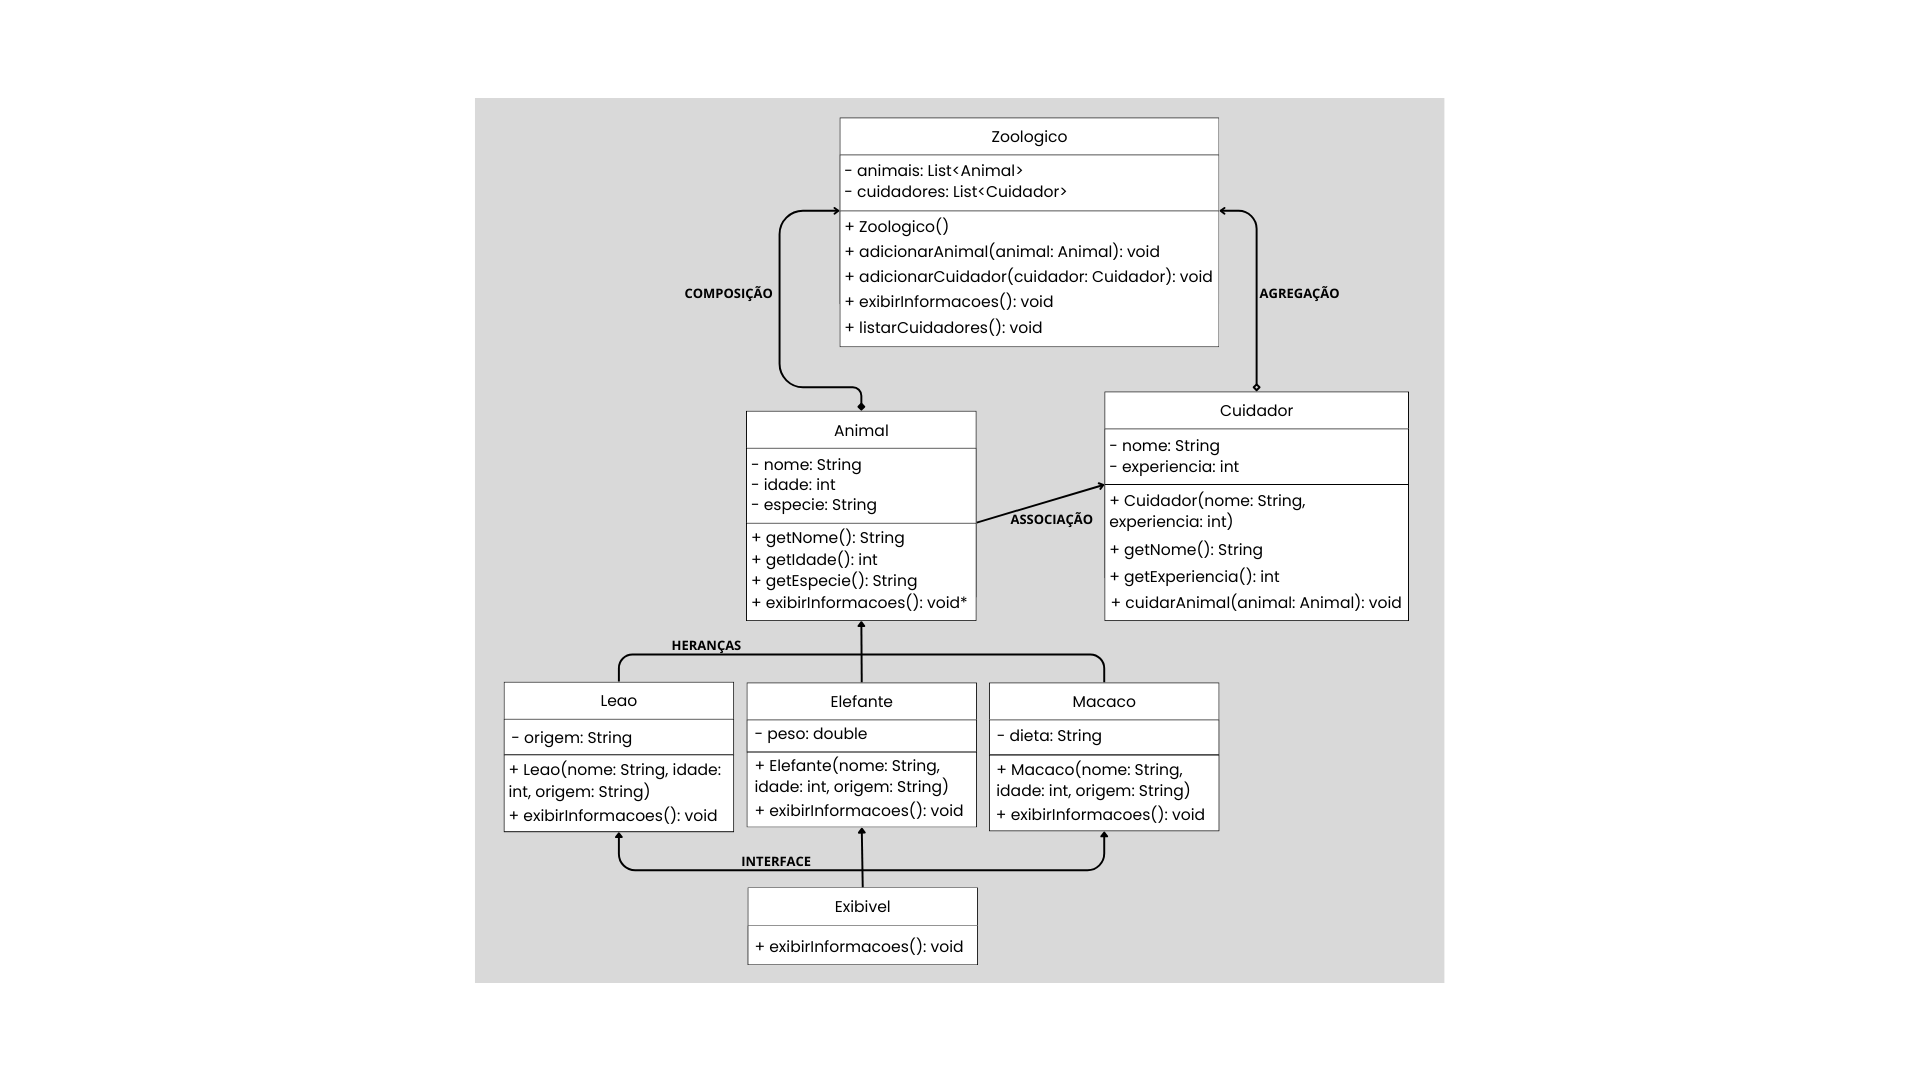 Zoologico
- animais: List<Animal>
- cuidadores: List<Cuidador>
+ Zoologico()
+ adicionarAnimal(animal: Animal): void
+ adicionarCuidador(cuidador: Cuidador): void
+ exibirInformacoes(): void
+ listarCuidadores(): void
COMPOSIÇÃO
AGREGAÇÃO
Animal
- nome: String
- idade: int
- especie: String
+ getNome(): String
+ getIdade(): int
+ getEspecie(): String
+ exibirInformacoes(): void*
ASSOCIAÇÃO
Cuidador
- nome: String
- experiencia: int
+ Cuidador(nome: String,
experiencia: int)
+ getNome(): String
+ getExperiencia(): int
+ cuidarAnimal(animal: Animal): void
HERANÇAS
Leao
- origem: String
+ Leao(nome: String, idade:
int, origem: String)
+ exibirInformacoes(): void
Elefante
- peso: double
+ Elefante(nome: String,
idade: int, origem: String)
+ exibirInformacoes(): void
Macaco
- dieta: String
+ Macaco(nome: String,
idade: int, origem: String)
+ exibirInformacoes(): void
INTERFACE
Exibivel
+ exibirInformacoes(): void